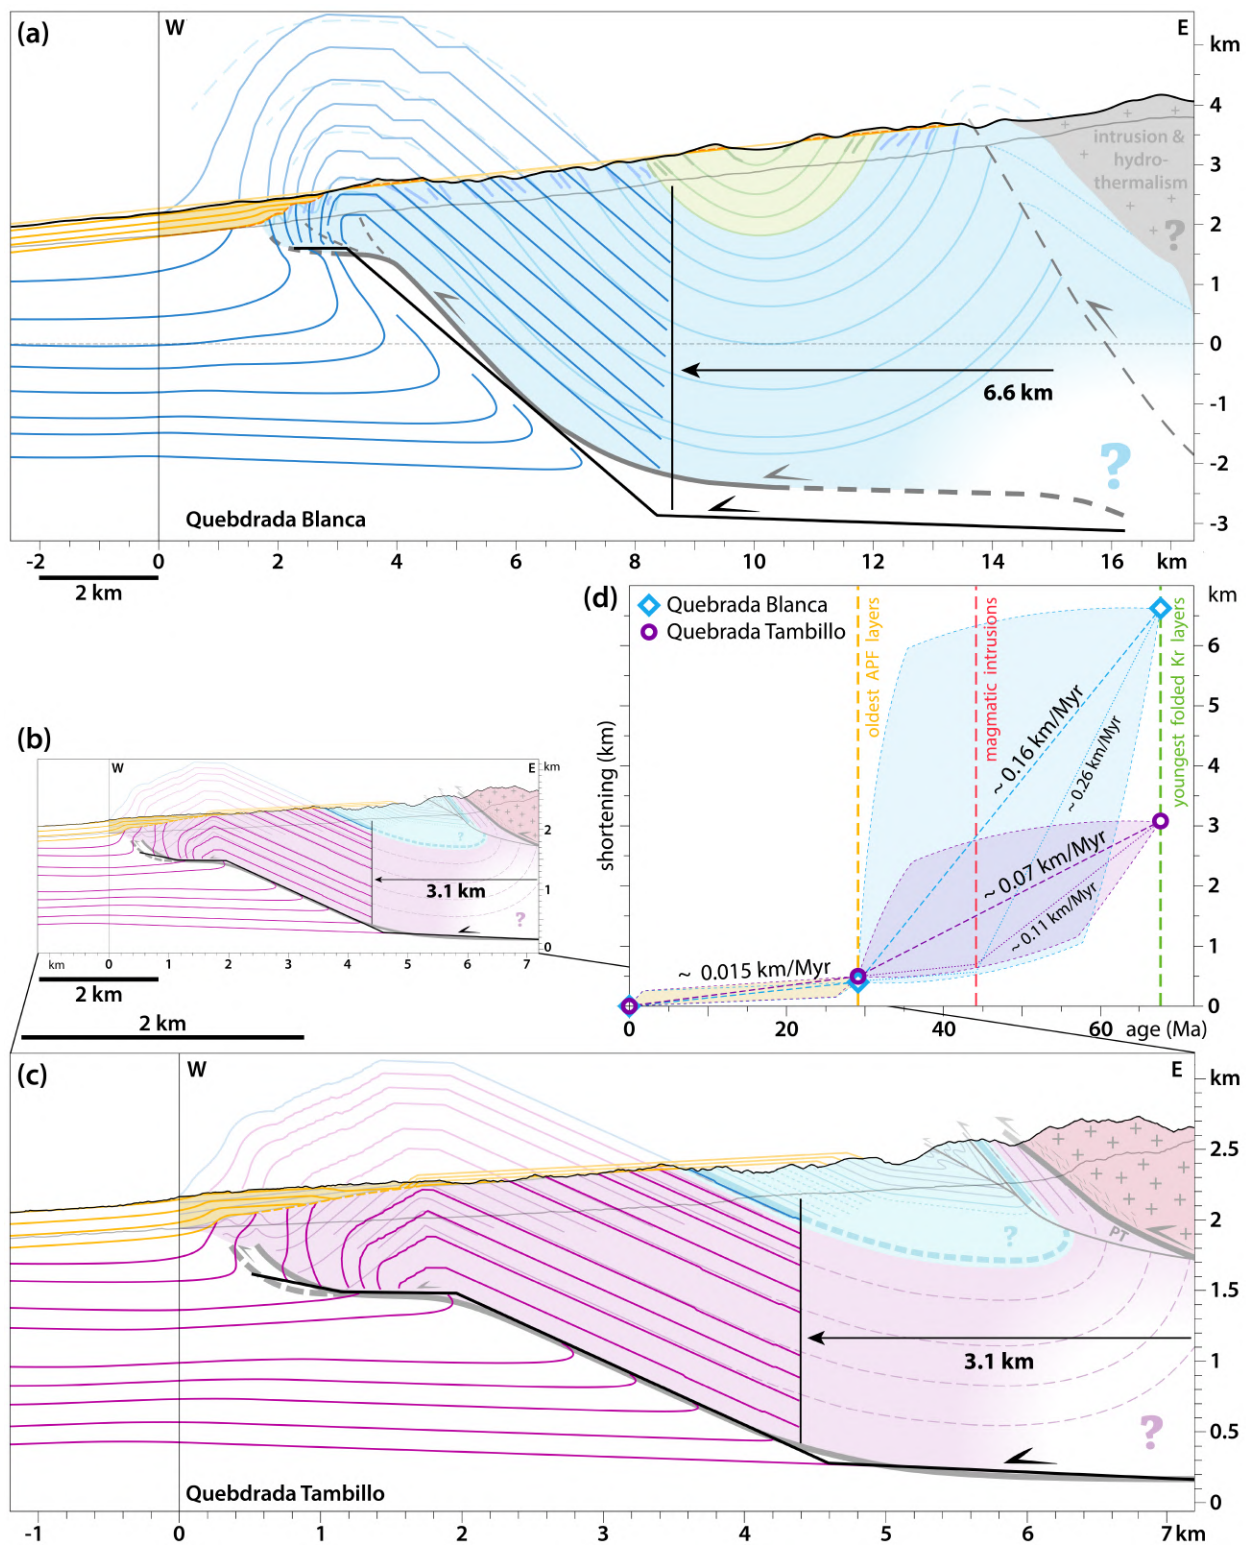 (a)
W
E
km
4
3
2
1
0
-1
-2
-3
intrusion &
hydro-
thermalism
?
6.6 km
?
Quebdrada Blanca
-2
0
2
4
6
8
10
12
14
16
km
2 km
(d)
Quebrada Blanca
Quebrada Tambillo
oldest APF layers
magmatic intrusions
youngest folded Kr layers
km
6
5
4
3
2
1
0
shortening (km)
~ 0.16 km/Myr
~ 0.26 km/Myr
~ 0.07 km/Myr
~ 0.11 km/Myr
~ 0.015 km/Myr
0
20
40
60
age (Ma)
(b)
W
E
km
2
1
0
?
3.1 km
?
km
0
1
2
3
4
5
6
7
2 km
2 km
(c)
W
E
km
2.5
2
1.5
1
0.5
0
?
PT
3.1 km
?
Quebdrada Tambillo
-1
0
1
2
3
4
5
6
7 km